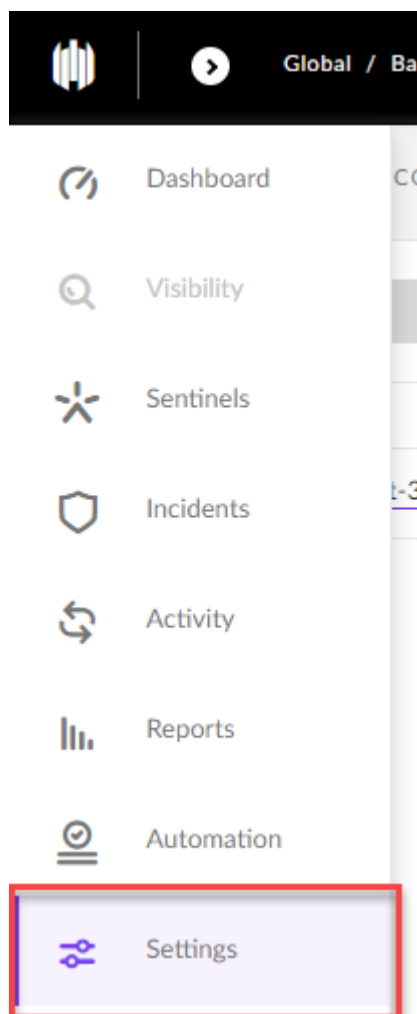 Global / Ba
Dashboard
Visibility
Sentinels
Incidents
Activity
Reports
Automation
Settings